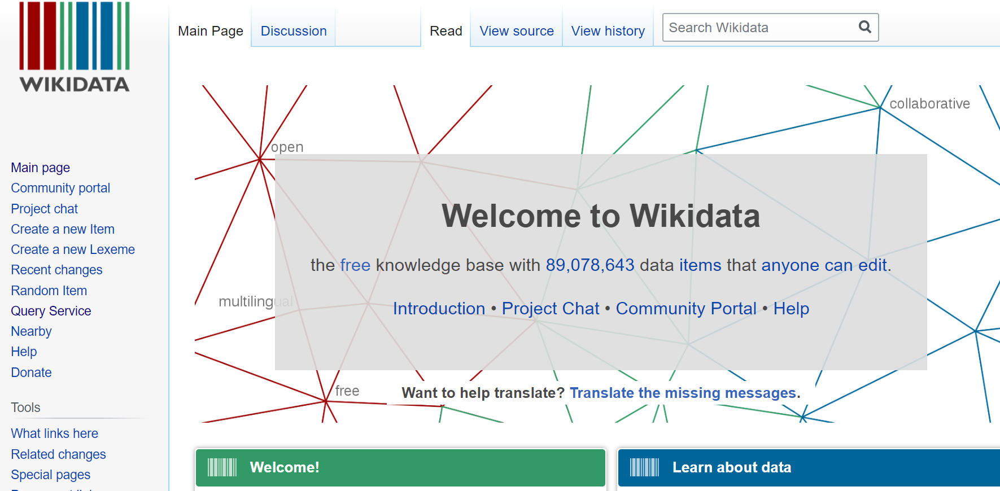 WIKIDATA
Main Page
Discussion
Read
View source
View history
Search Wikidata
Main page
Community portal
Project chat
Create a new Item
Create a new Lexeme
Recent changes
Random Item
Query Service
Nearby
Help
Donate
Tools
What links here
Related changes
Special pages
collaborative
open
Welcome to Wikidata
the free knowledge base with 89,078,643 data items that anyone can edit.
multilingual
Introduction • Project Chat • Community Portal • Help
free
Want to help translate? Translate the missing messages.
Welcome!
Learn about data